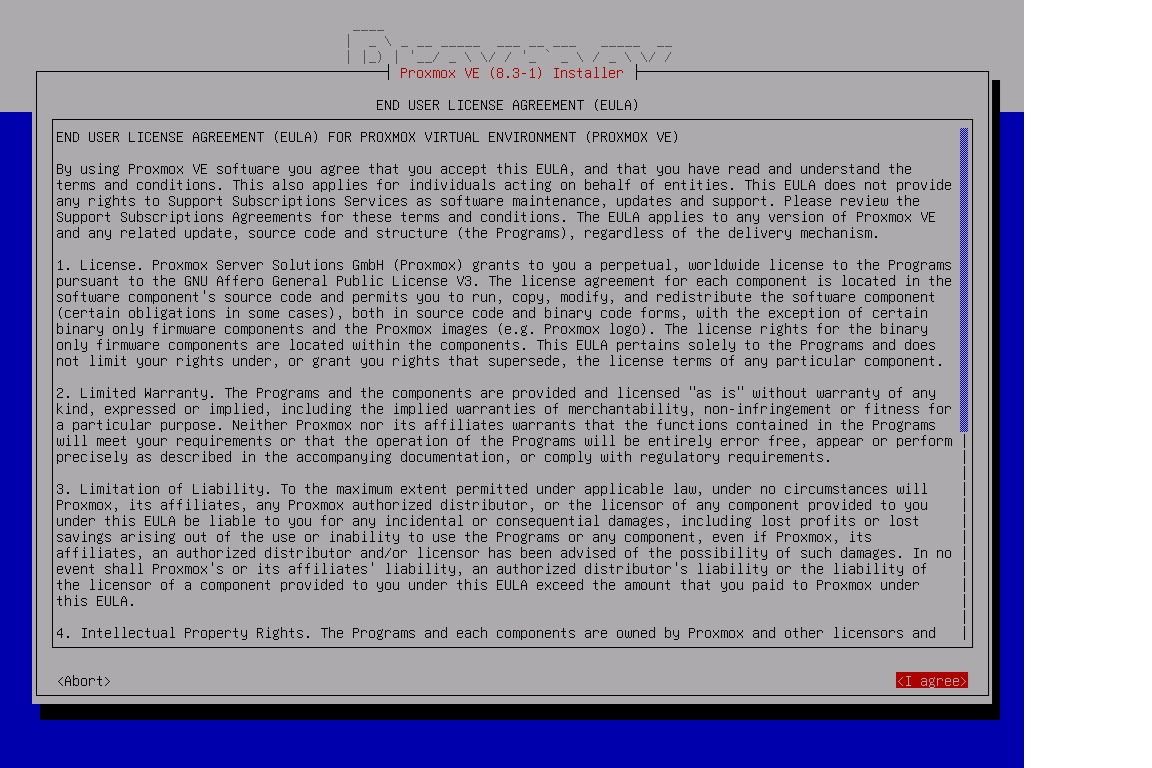 Proxmox VE (8.3-1) Installer
END USER LICENSE AGREEMENT (EULA)
END USER LICENSE AGREEMENT (EULA) FOR PROXMOX VIRTUAL ENVIRONMENT (PROXMOX VE)
By using Proxmox VE software you agree that you accept this EULA, and that you have read and understand the
terms and conditions. This also applies for individuals acting on behalf of entities. This EULA does not provide
any rights to Support Subscriptions Services as software maintenance, updates and support. Please review the
Support Subscriptions Agreements for these terms and conditions. The EULA applies to any version of Proxmox VE
and any related update, source code and structure (the Programs), regardless of the delivery mechanism.
1. License. Proxmox Server Solutions GmbH (Proxmox) grants to you a perpetual, worldwide license to the Programs
pursuant to the GNU Affero General Public License V3. The license agreement for each component is located in the
software component's source code and permits you to run, copy, modify, and redistribute the software component
(certain obligations in some cases), both in source code and binary code forms, with the exception of certain
binary only firmware components and the Proxmox images (e.g. Proxmox logo). The license rights for the binary
only firmware components are located within the components. This EULA pertains solely to the Programs and does
not limit your rights under, or grant you rights that supersede, the license terms of any particular component.
2. Limited Warranty. The Programs and the components are provided and licensed "as is" without warranty of any
kind, expressed or implied, including the implied warranties of merchantability, non-infringement or fitness for
a particular purpose. Neither Proxmox nor its affiliates warrants that the functions contained in the Programs
will meet your requirements or that the operation of the Programs will be entirely error free, appear or perform
precisely as described in the accompanying documentation, or comply with regulatory requirements.
3. Limitation of Liability. To the maximum extent permitted under applicable law, under no circumstances will
Proxmox, its affiliates, any Proxmox authorized distributor, or the licensor of any component provided to you
under this EULA be liable to you for any incidental or consequential damages, including lost profits or lost
savings arising out of the use or inability to use the Programs or any component, even if Proxmox, its
affiliates, an authorized distributor and/or licensor has been advised of the possibility of such damages. In no
event shall Proxmox's or its affiliates' liability, an authorized distributor's liability or the liability of
the licensor of a component provided to you under this EULA exceed the amount that you paid to Proxmox under
this EULA.
4. Intellectual Property Rights. The Programs and each components are owned by Proxmox and other licensors and
<Abort> <I agree>